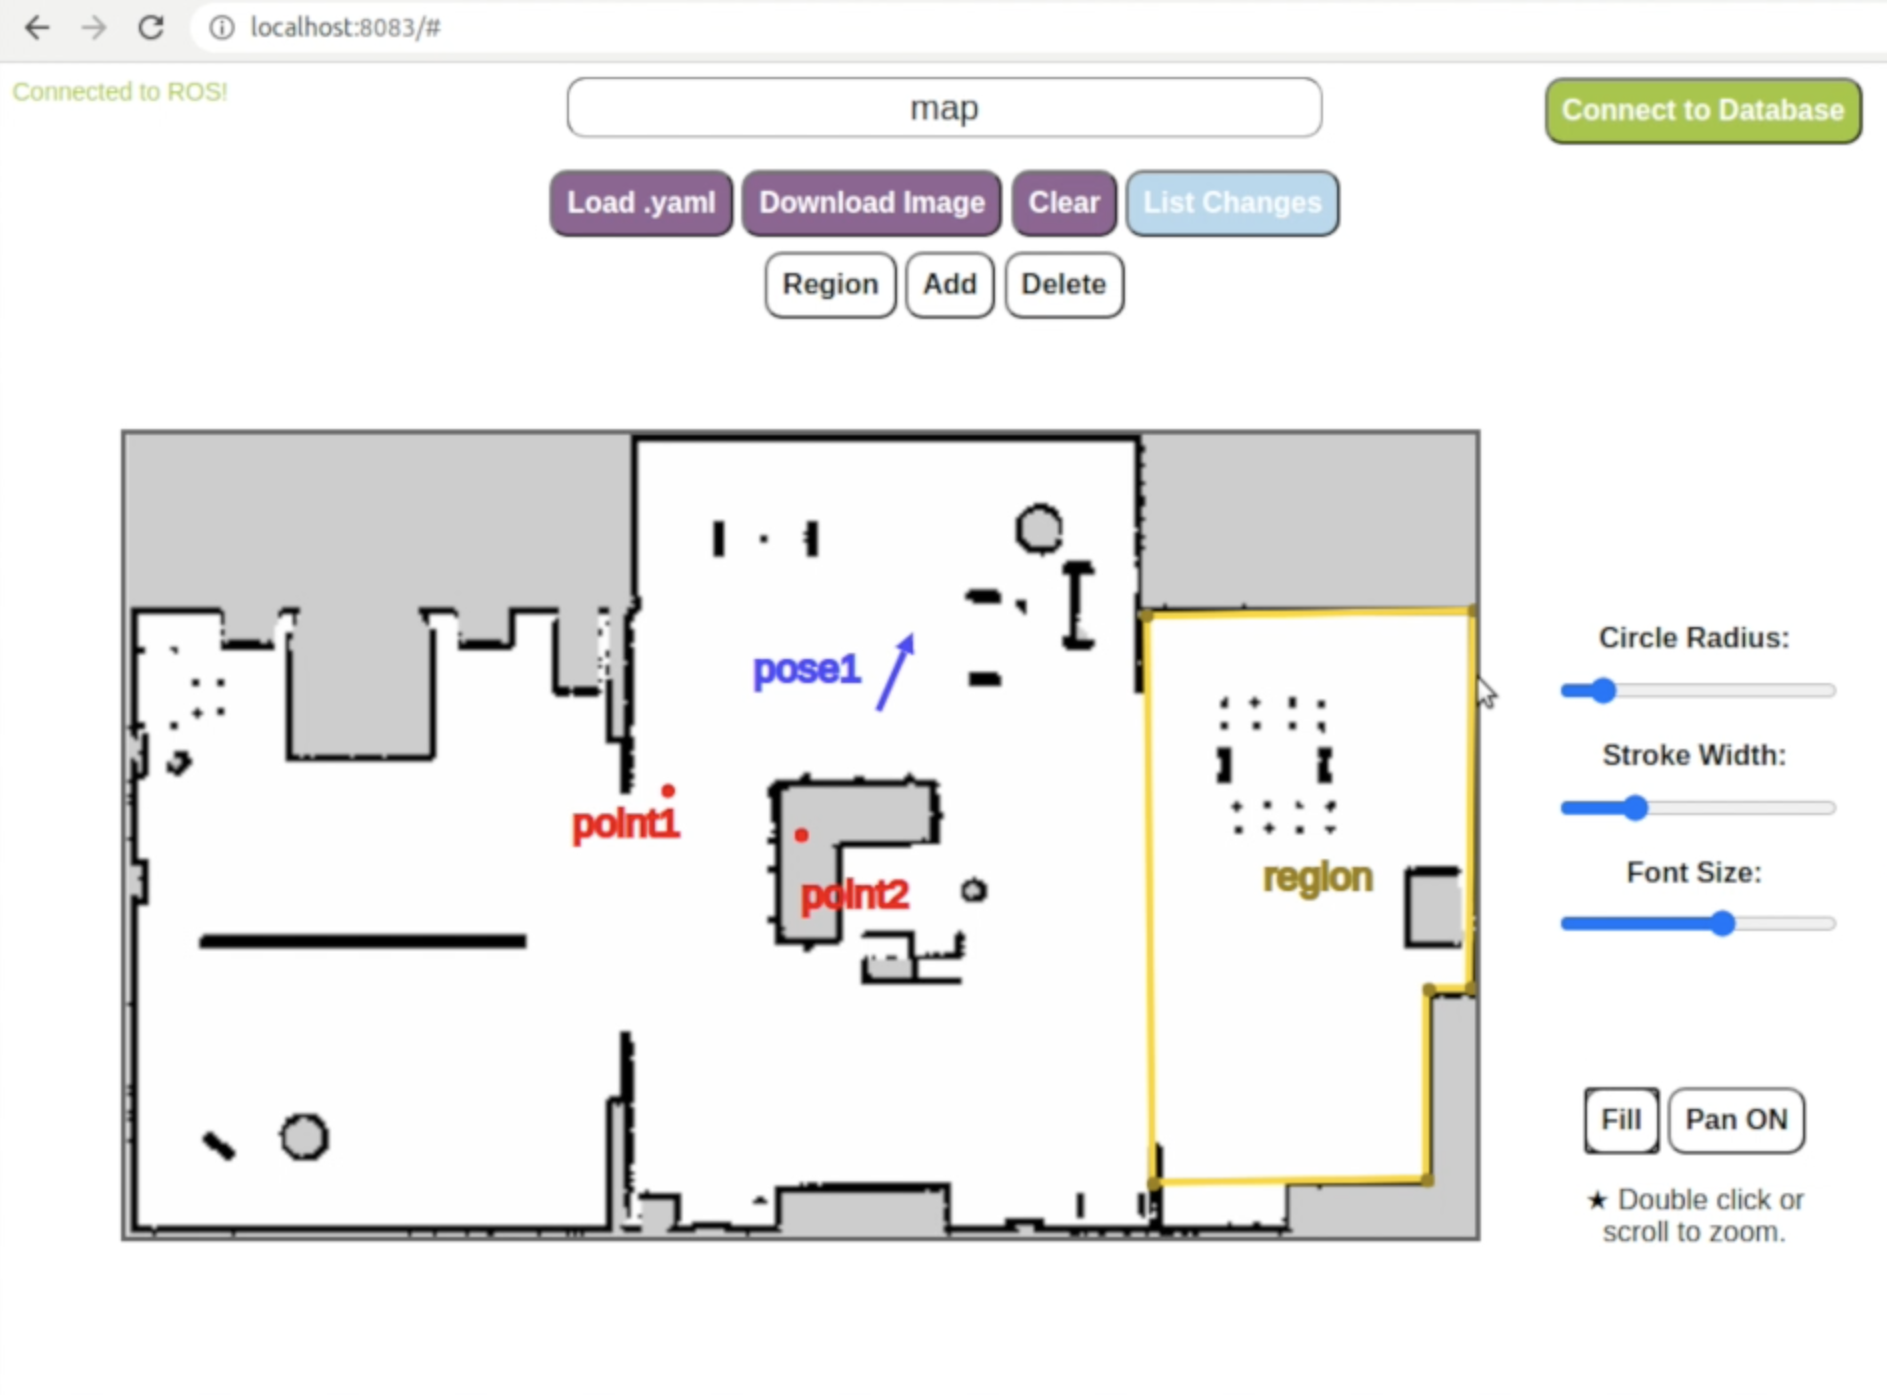 localhost:8083/#
Connected to ROS!
map
Connect to Database
Load .yaml Download Image Clear List Changes
Region Add Delete
Circle Radius:
pose1
Stroke Width:
point1
region
Font Size:
point2
Fill Pan ON
★ Double click or
scroll to zoom.